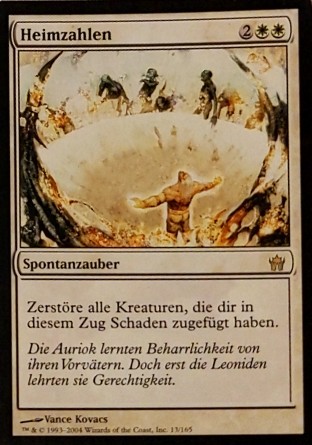 Heimzahlen 2
Spontanzauber
Zerstöre alle Kreaturen, die dir in
diesem Zug Schaden zugefügt haben.
Die Auriok lernten Beharrlichkeit von
ihren Vorvätern. Doch erst die Leoniden
lehrten sie Gerechtigkeit.
Vance Kovacs
™ & © 1993–2004 Wizards of the Coast, Inc. 13/165